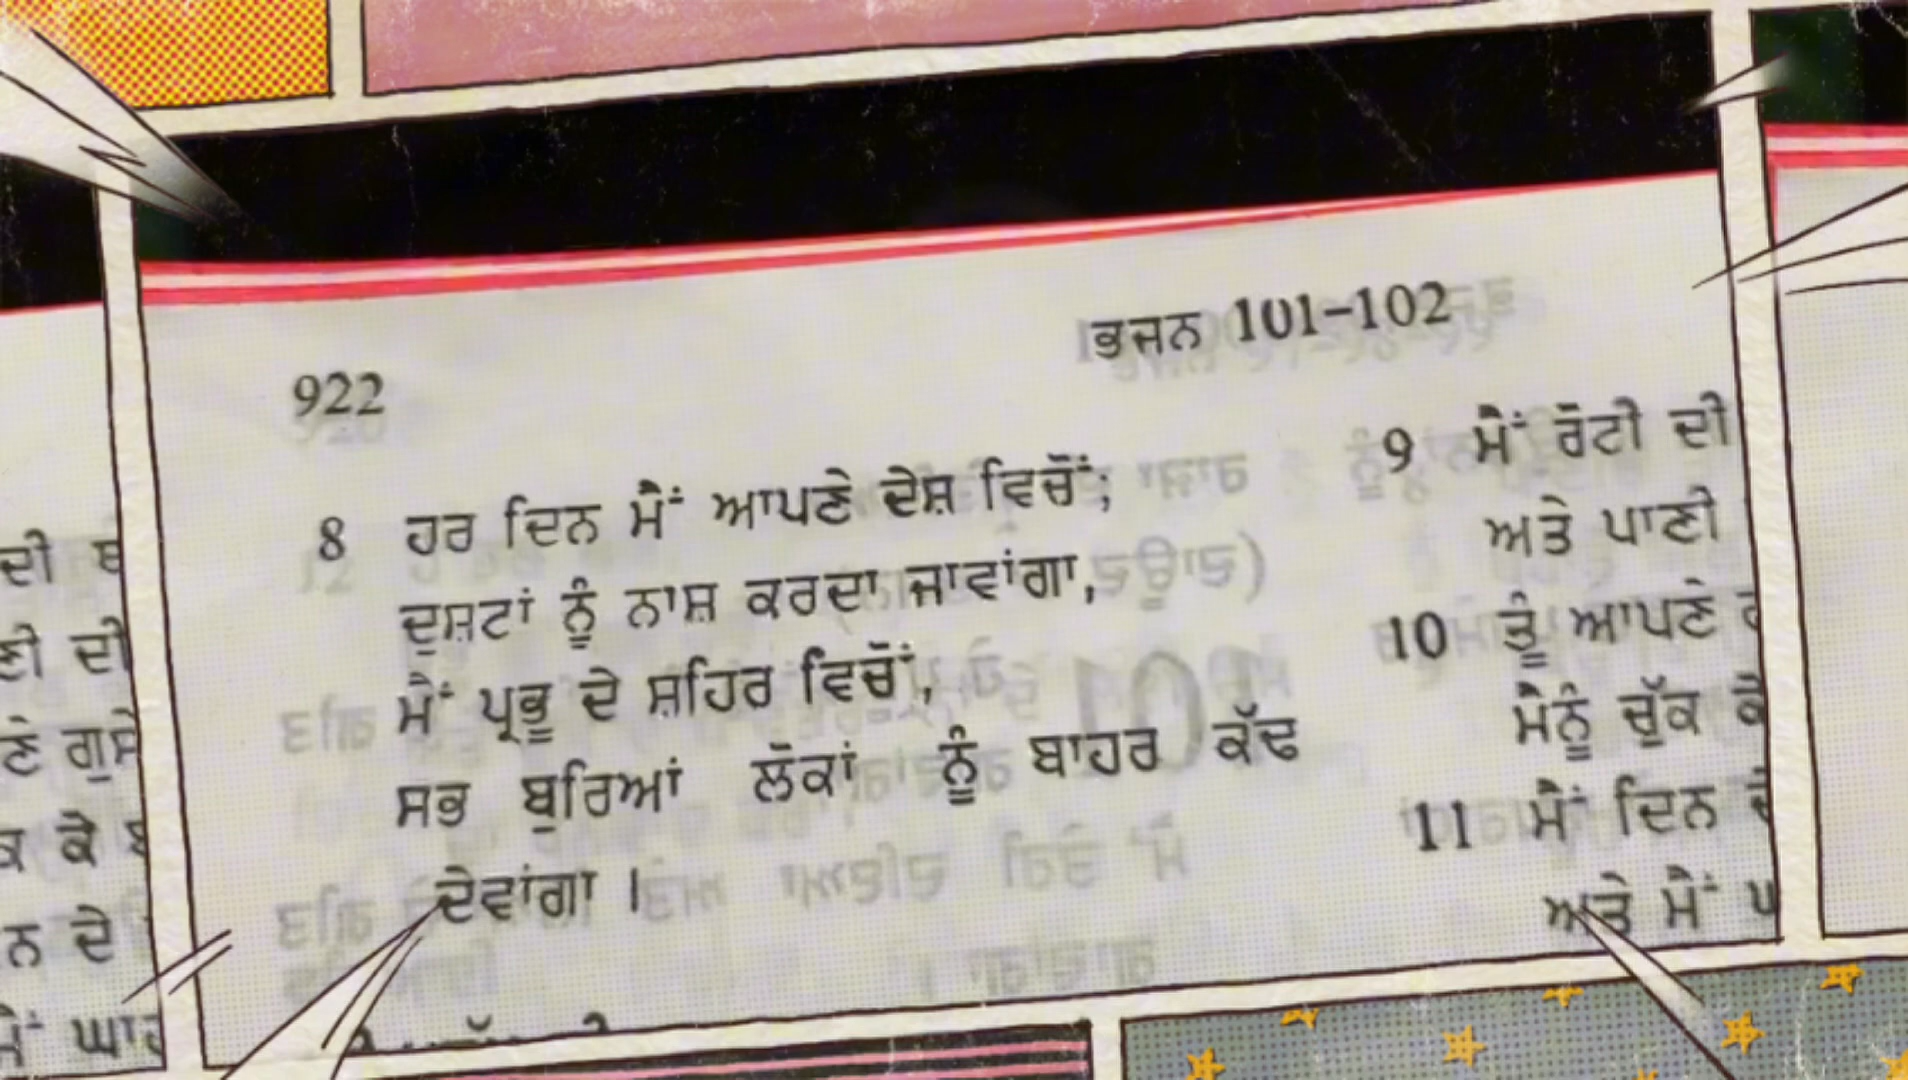 922
ਭਜਨ 101-102
8 ਹਰ ਦਿਨ ਮੈਂ ਆਪਣੇ ਦੇਸ਼ ਵਿਚੋਂ;
ਦੁਸ਼ਟਾਂ ਨੂੰ ਨਾਸ਼ ਕਰਦਾ ਜਾਵਾਂਗਾ,
ਮੈਂ ਪ੍ਰਭੂ ਦੇ ਸ਼ਹਿਰ ਵਿਚੋਂ,
ਸਭ ਬੁਰਿਆਂ ਲੋਕਾਂ ਨੂੰ ਬਾਹਰ ਕੱਢ
ਦੇਵਾਂਗਾ।
9 ਮੈਂ ਰੋਟੀ ਦੀ
ਅਤੇ ਪਾਣੀ
10 ਤੂੰ ਆਪਣੇ
ਮੈਨੂੰ ਚੁੱਕ ਕੇ
11 ਮੈਂ ਦਿਨ ਦੇ
ਅਤੇ ਮੈਂ